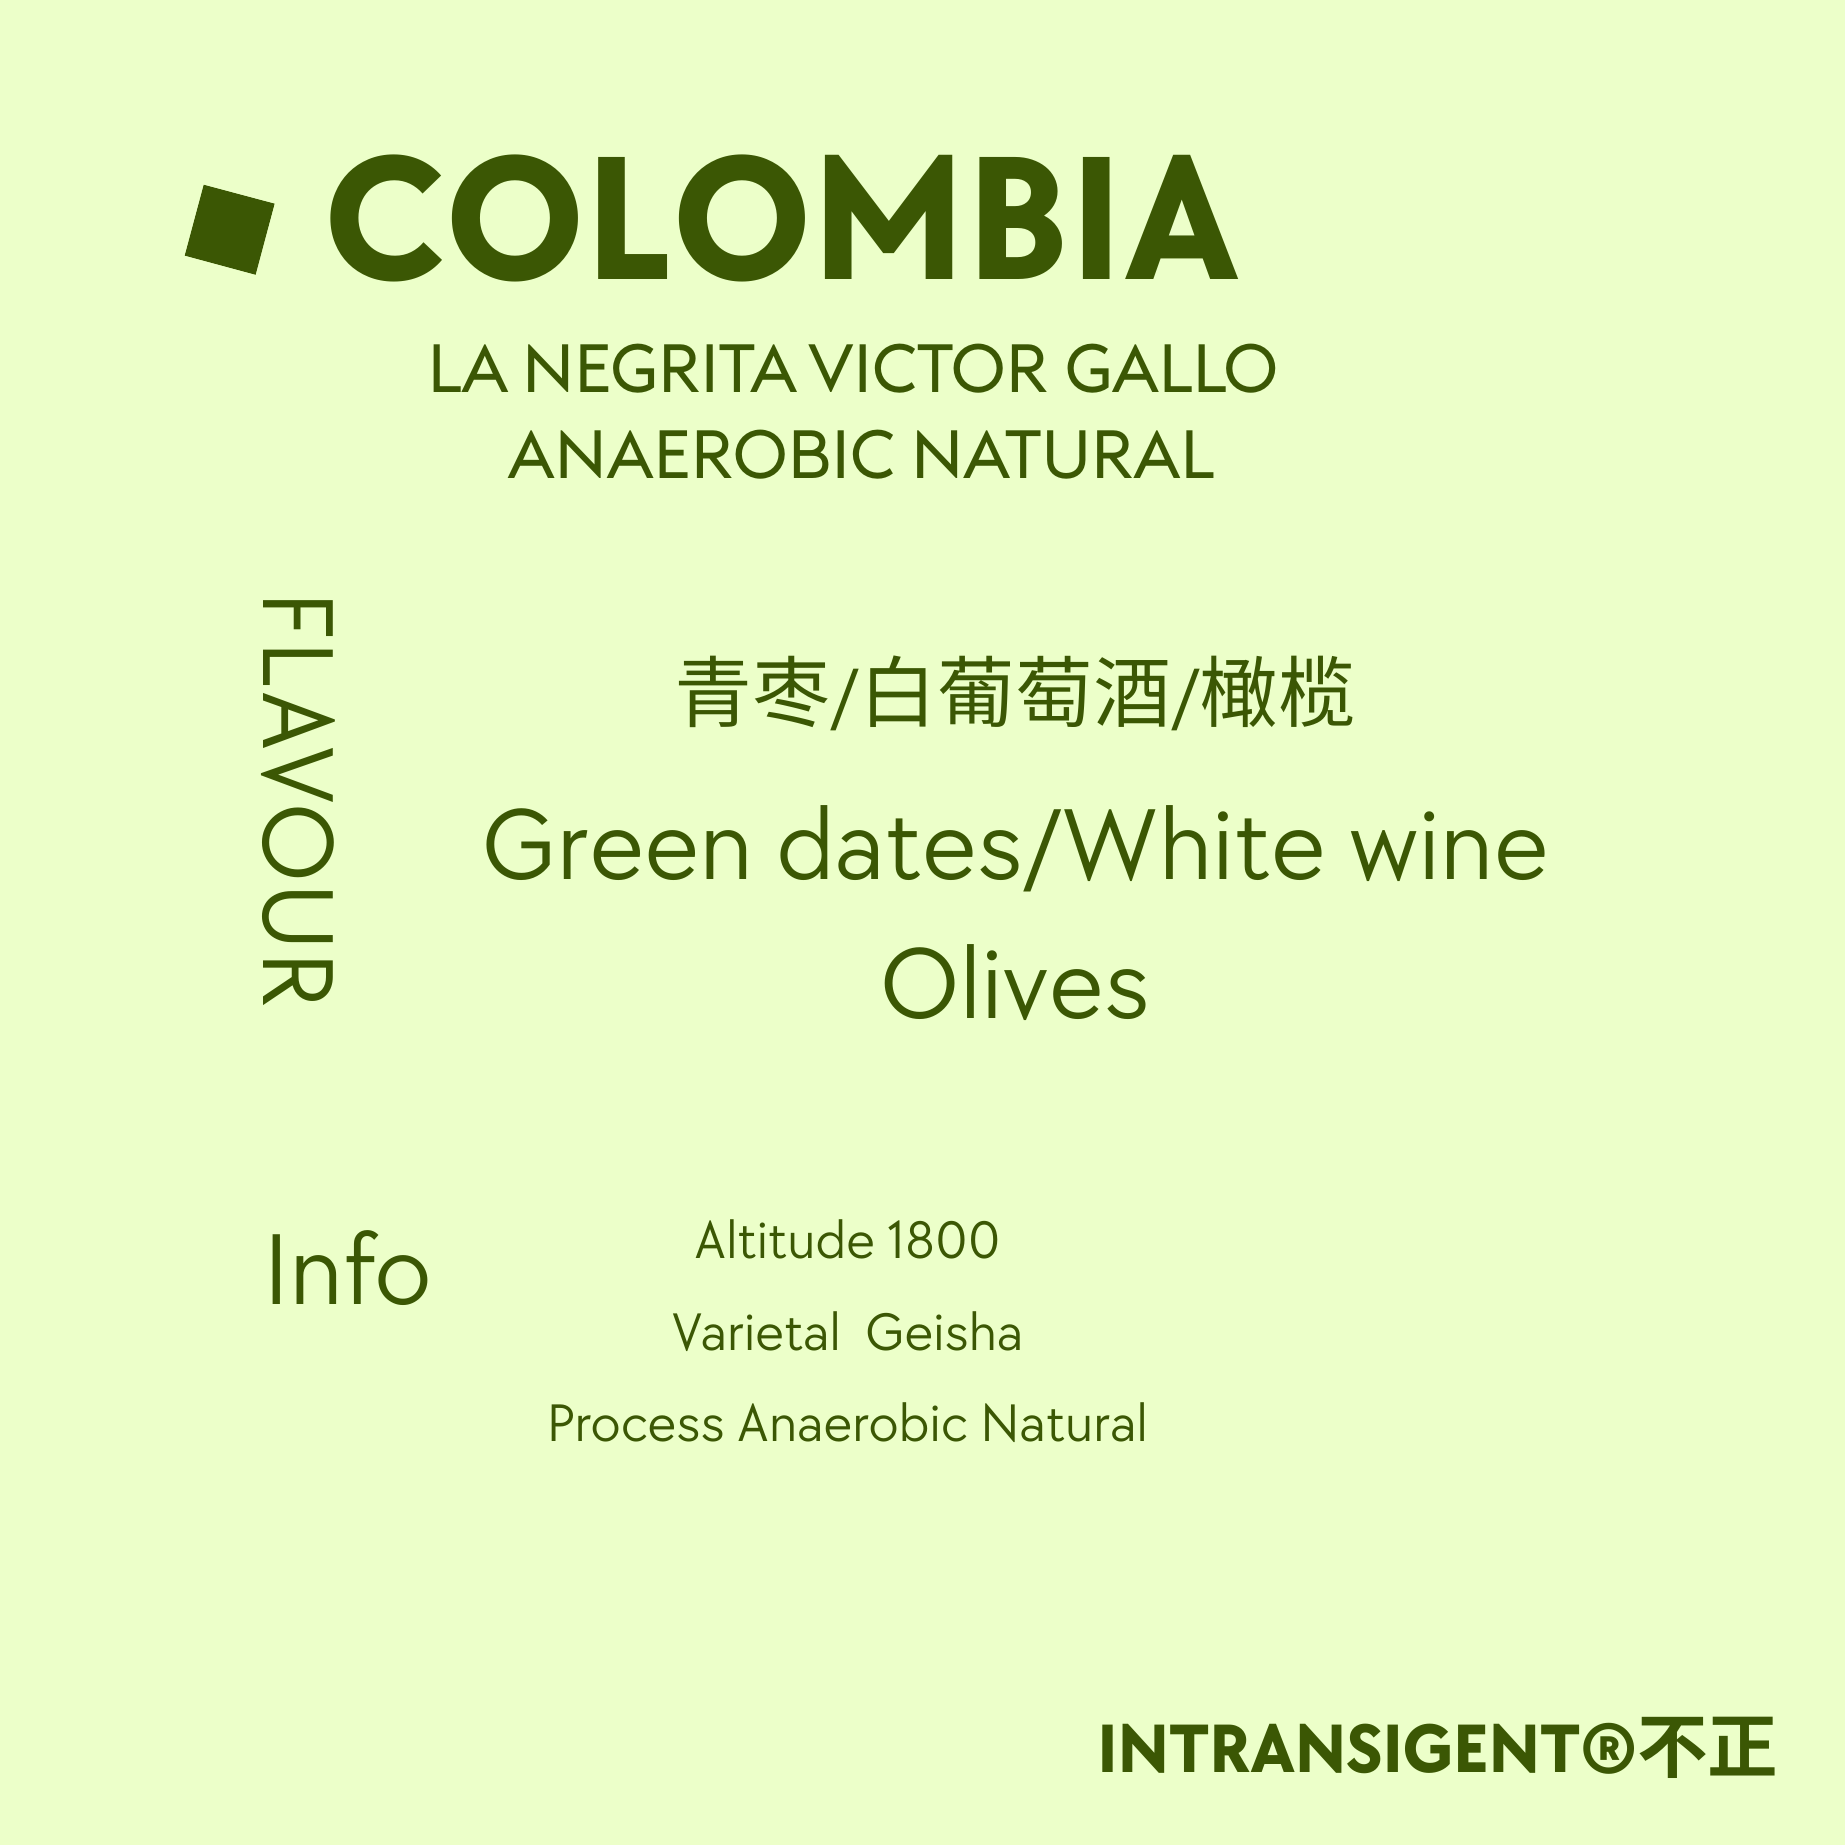 COLOMBIA
LA NEGRITA VICTOR GALLO
ANAEROBIC NATURAL
FLAVOUR
青枣/白葡萄酒/橄榄
Green dates/White wine
Olives
Info
Altitude 1800
Varietal  Geisha
Process Anaerobic Natural
INTRANSIGENT®不正